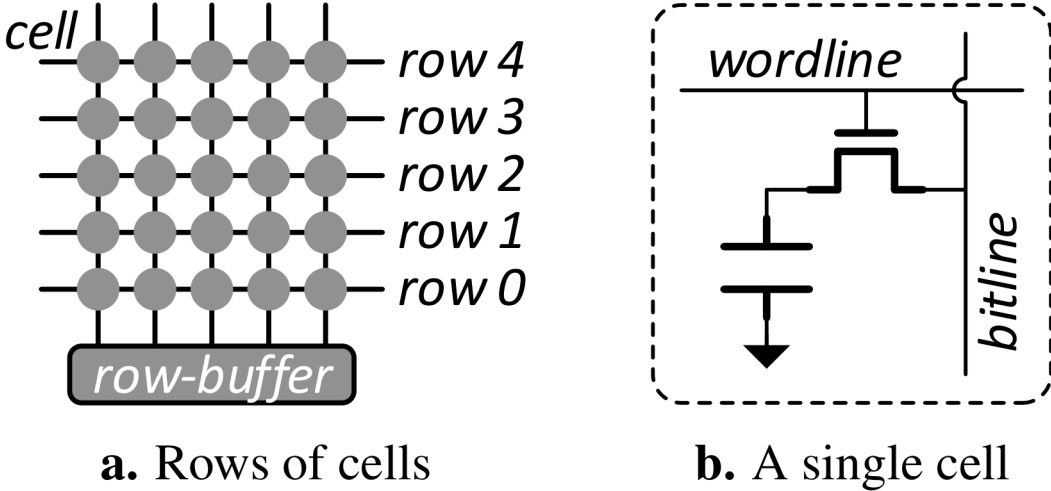 cell
row 4
row 3
row 2
row 1
row 0
row-buffer
a. Rows of cells
wordline
bitline
b. A single cell